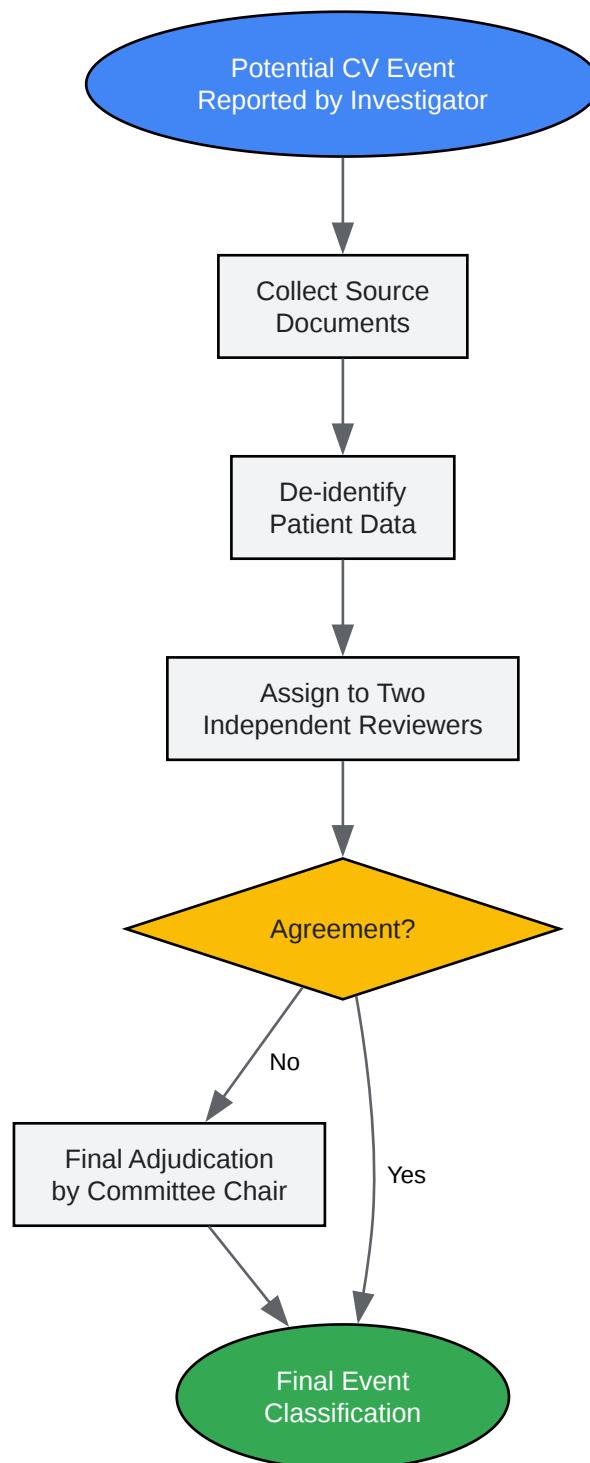 Potential CV Event
Reported by Investigator
Collect Source
Documents
De-identify
Patient Data
Assign to Two
Independent Reviewers
Agreement?
No
Final Adjudication
by Committee Chair
Yes
Final Event
Classification